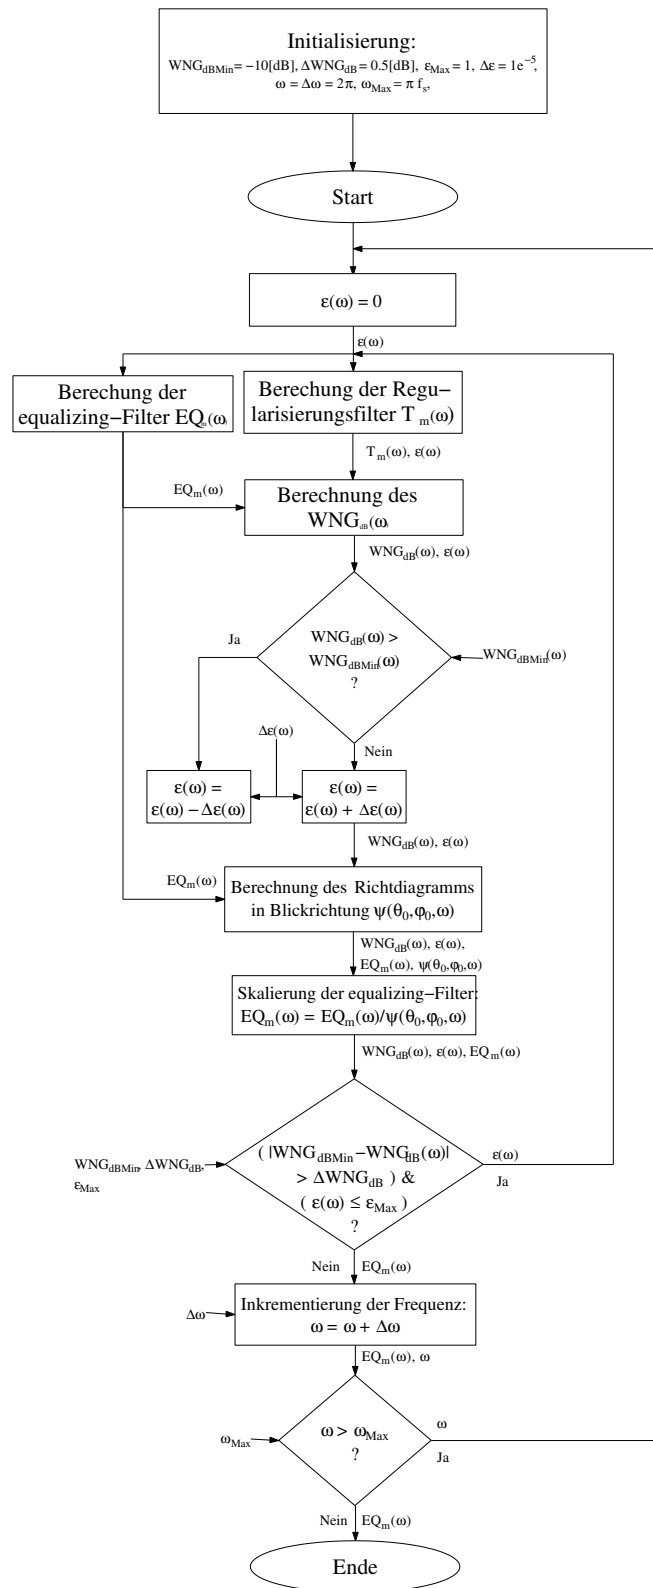 Initialisierung:
WNG_dBMin = −10[dB], ΔWNG_dB = 0.5[dB], ε_Max = 1, Δε = 1e^−5,
ω = Δω = 2π, ω_Max = π f_s,
Start
ε(ω) = 0
ε(ω)
Berechung der
equalizing−Filter EQ_m(ω)
Berechung der Regu−
larisierungsfilter T_m(ω)
T_m(ω), ε(ω)
EQ_m(ω)
Berechnung des
WNG_dB(ω)
WNG_dB(ω), ε(ω)
Ja
WNG_dB(ω) >
WNG_dBMin(ω)
?
WNG_dBMin(ω)
Nein
Δε(ω)
ε(ω) =
ε(ω) − Δε(ω)
ε(ω) =
ε(ω) + Δε(ω)
WNG_dB(ω), ε(ω)
EQ_m(ω)
Berechnung des Richtdiagramms
in Blickrichtung ψ(θ_0,φ_0,ω)
WNG_dB(ω), ε(ω),
EQ_m(ω), ψ(θ_0,φ_0,ω)
Skalierung der equalizing−Filter:
EQ_m(ω) = EQ_m(ω)/ψ(θ_0,φ_0,ω)
WNG_dB(ω), ε(ω), EQ_m(ω)
WNG_dBMin, ΔWNG_dB,
ε_Max
( |WNG_dBMin−WNG_dB(ω)|
> ΔWNG_dB ) &
( ε(ω) ≤ ε_Max )
?
ε(ω)
Ja
Nein
EQ_m(ω)
Δω
Inkrementierung der Frequenz:
ω = ω + Δω
EQ_m(ω), ω
ω_Max
ω > ω_Max
?
ω
Ja
Nein
EQ_m(ω)
Ende